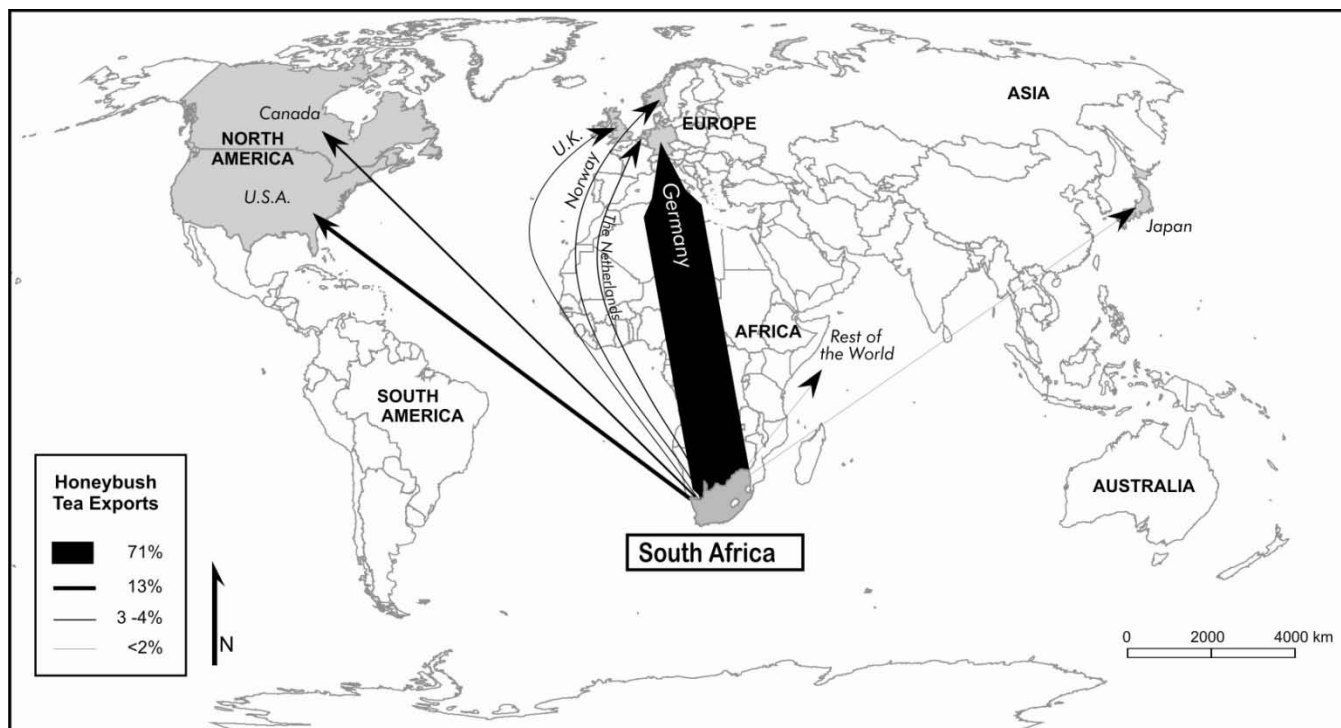 Canada
NORTH
AMERICA
U.S.A.
U.K.
Norway
The Netherlands
Germany
EUROPE
ASIA
Japan
AFRICA
Rest of
the World
SOUTH
AMERICA
AUSTRALIA
South Africa
Honeybush
Tea Exports
71%
13%
3 -4%
<2%
N
0 2000 4000 km